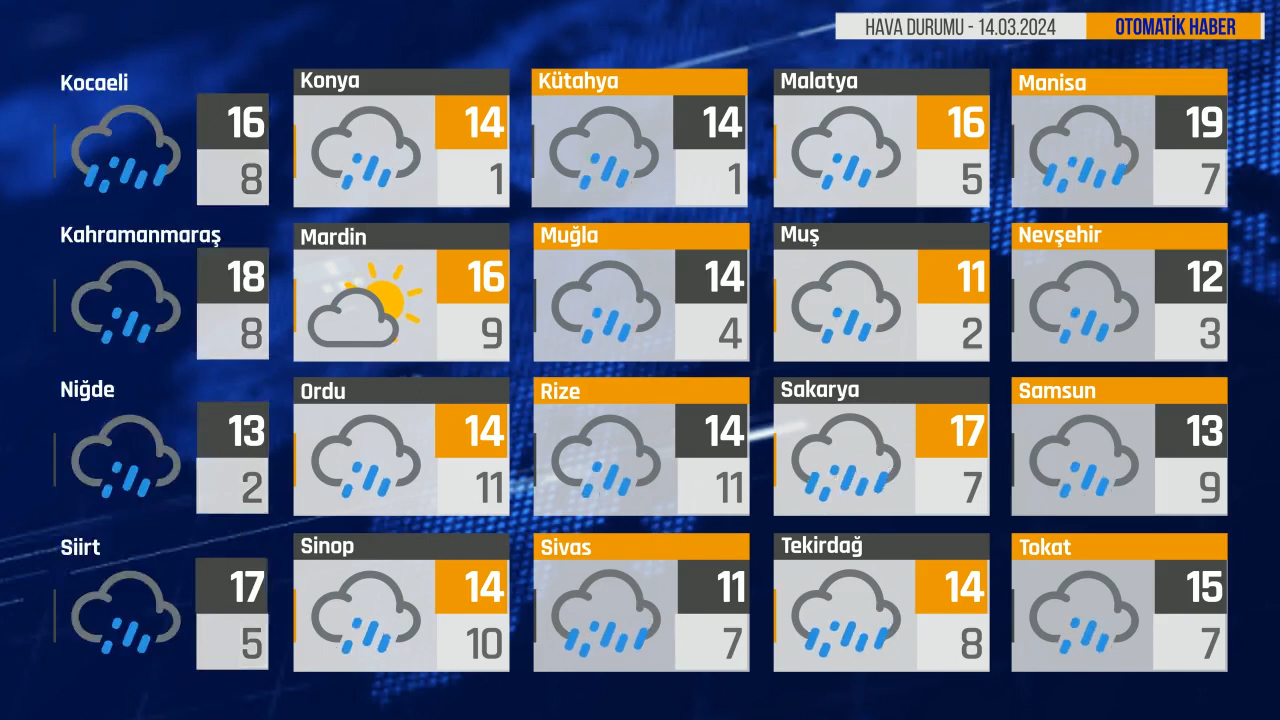 HAVA DURUMU - 14.03.2024 OTOMATİK HABER
Kocaeli
16
8
Konya
14
1
Kütahya
14
1
Malatya
16
5
Manisa
19
7
Kahramanmaraş
18
8
Mardin
16
9
Muğla
14
4
Muş
11
2
Nevşehir
12
3
Niğde
13
2
Ordu
14
11
Rize
14
11
Sakarya
17
7
Samsun
13
9
Siirt
17
5
Sinop
14
10
Sivas
11
7
Tekirdağ
14
8
Tokat
15
7